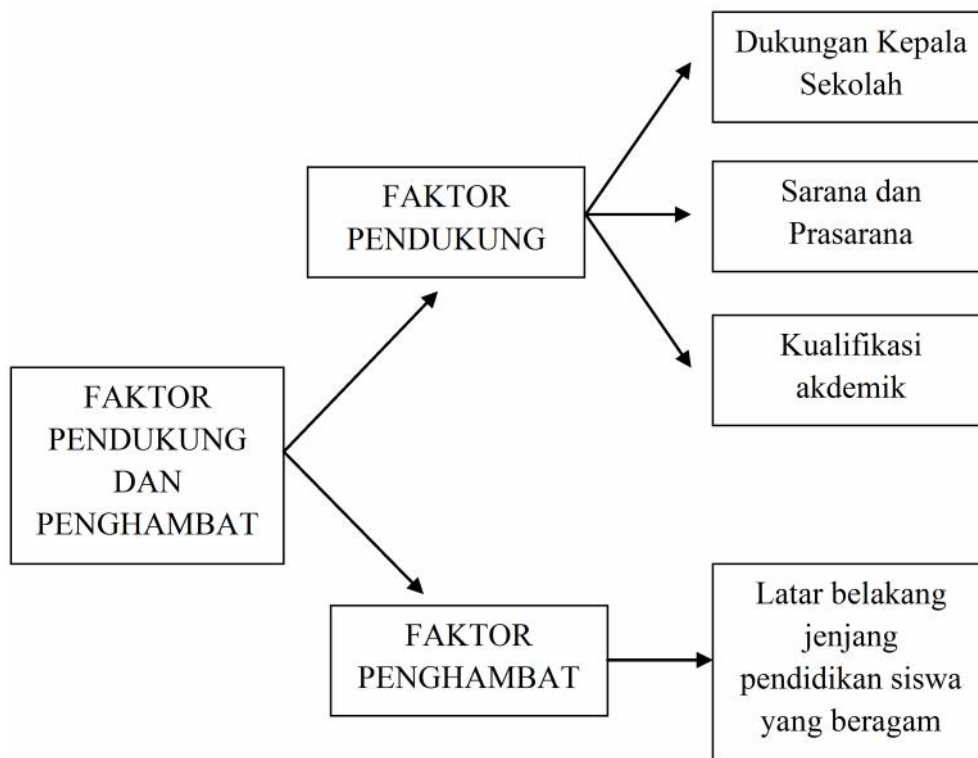 Dukungan Kepala
Sekolah
FAKTOR
PENDUKUNG
Sarana dan
Prasarana
Kualifikasi
akdemik
FAKTOR
PENDUKUNG
DAN
PENGHAMBAT
FAKTOR
PENGHAMBAT
Latar belakang
jenjang
pendidikan siswa
yang beragam